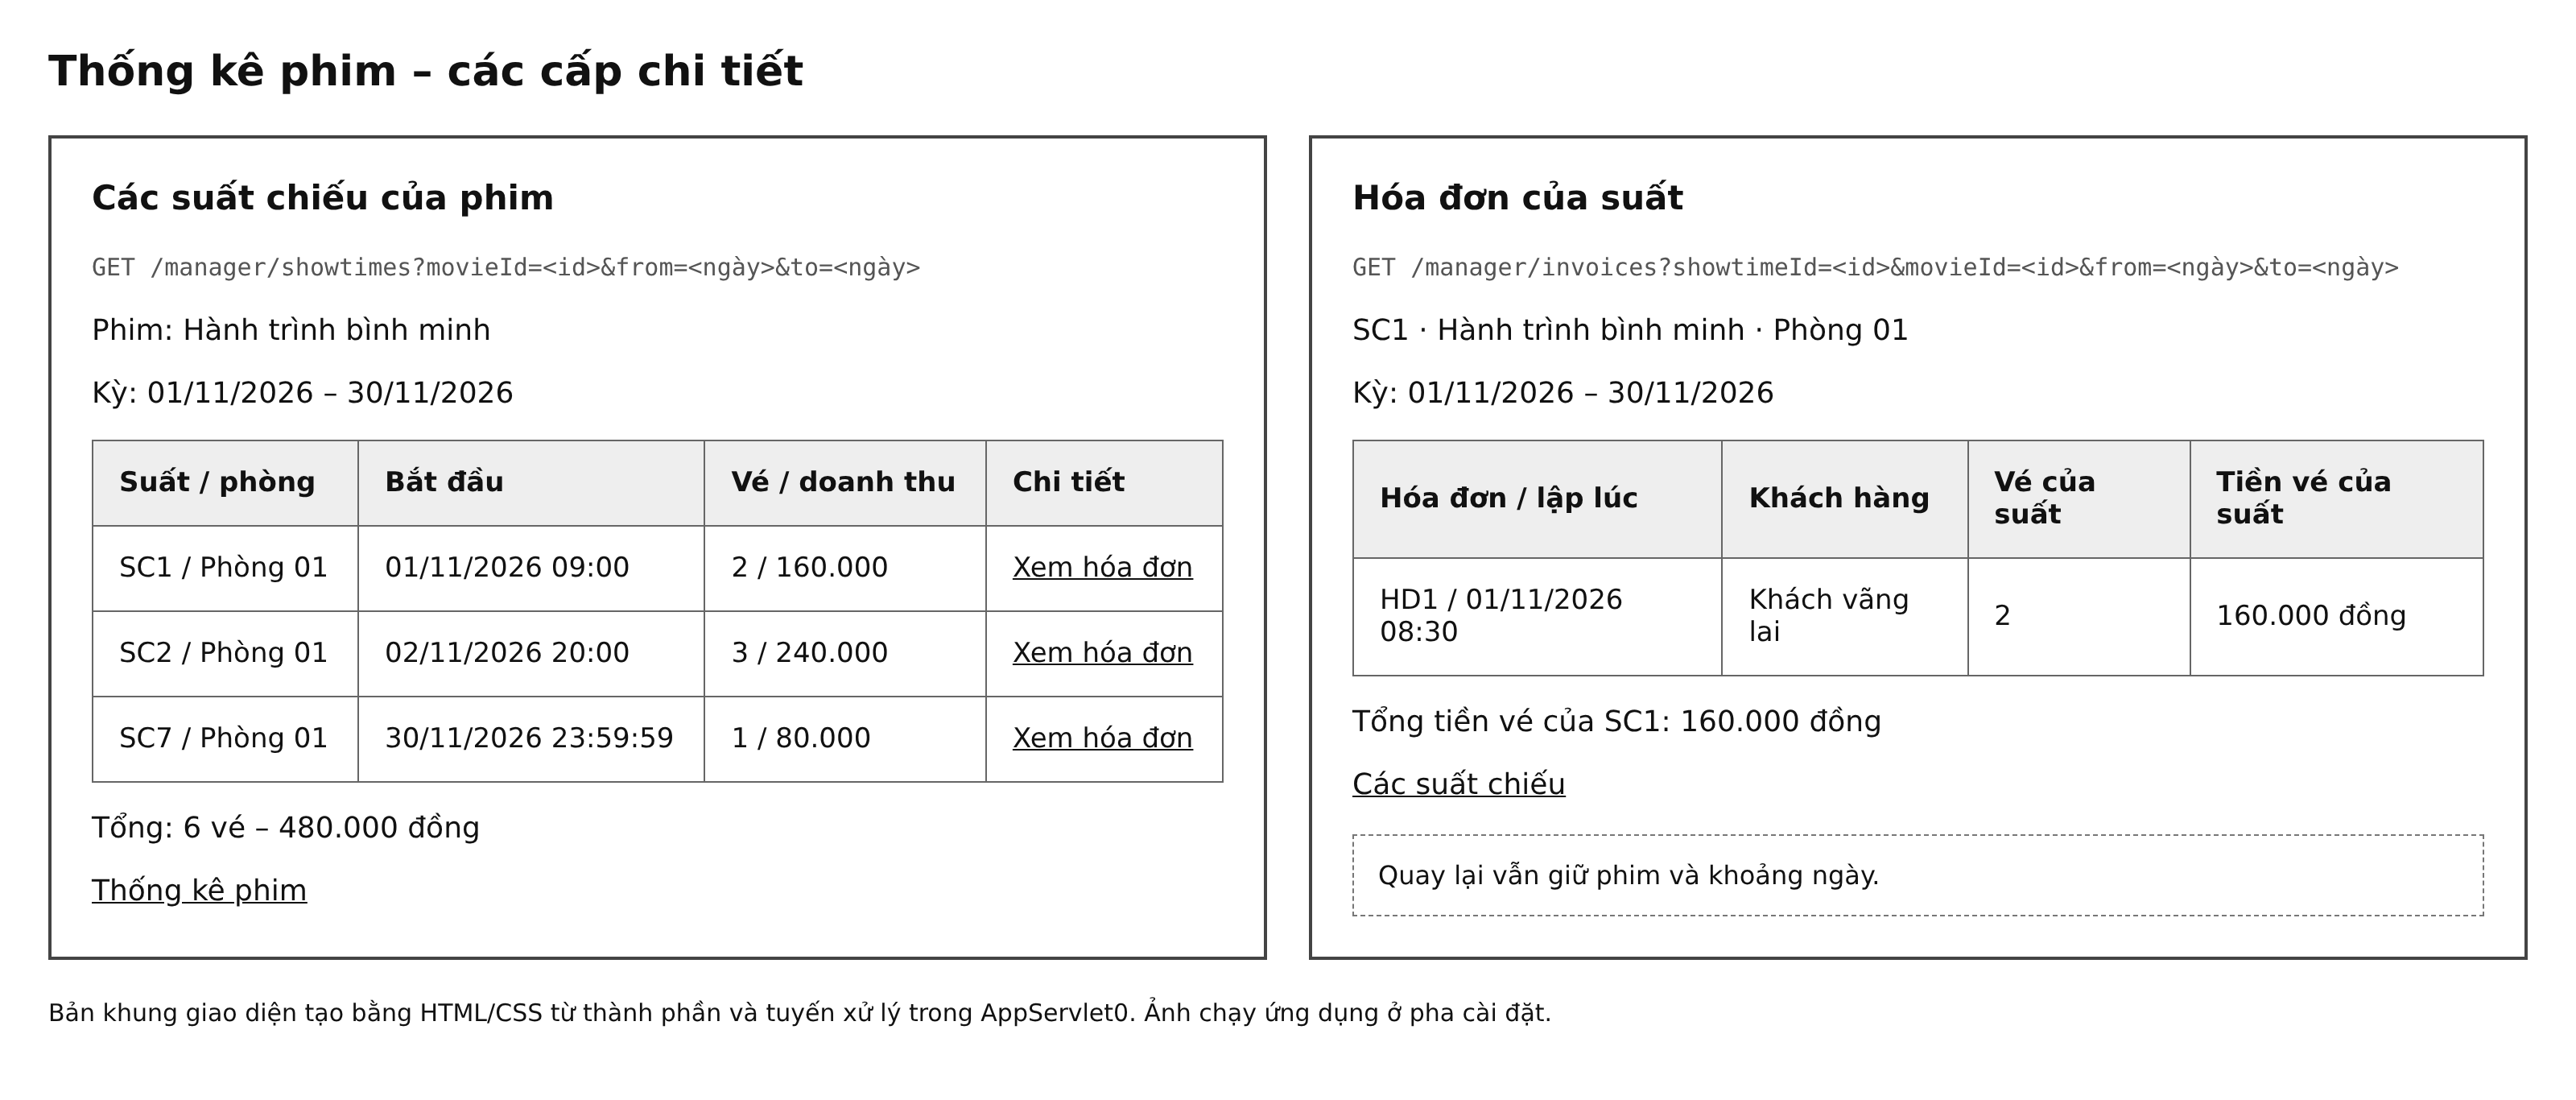 Thống kê phim – các cấp chi tiết
Các suất chiếu của phim
GET /manager/showtimes?movieId=<id>&from=<ngày>&to=<ngày>
Phim: Hành trình bình minh
Kỳ: 01/11/2026 – 30/11/2026
Suất / phòng Bắt đầu Vé / doanh thu Chi tiết
SC1 / Phòng 01 01/11/2026 09:00 2 / 160.000 Xem hóa đơn
SC2 / Phòng 01 02/11/2026 20:00 3 / 240.000 Xem hóa đơn
SC7 / Phòng 01 30/11/2026 23:59:59 1 / 80.000 Xem hóa đơn
Tổng: 6 vé – 480.000 đồng
Thống kê phim
Hóa đơn của suất
GET /manager/invoices?showtimeId=<id>&movieId=<id>&from=<ngày>&to=<ngày>
SC1 · Hành trình bình minh · Phòng 01
Kỳ: 01/11/2026 – 30/11/2026
Hóa đơn / lập lúc Khách hàng Vé của suất Tiền vé của suất
HD1 / 01/11/2026 08:30 Khách vãng lai 2 160.000 đồng
Tổng tiền vé của SC1: 160.000 đồng
Các suất chiếu
Quay lại vẫn giữ phim và khoảng ngày.
Bản khung giao diện tạo bằng HTML/CSS từ thành phần và tuyến xử lý trong AppServlet0. Ảnh chạy ứng dụng ở pha cài đặt.